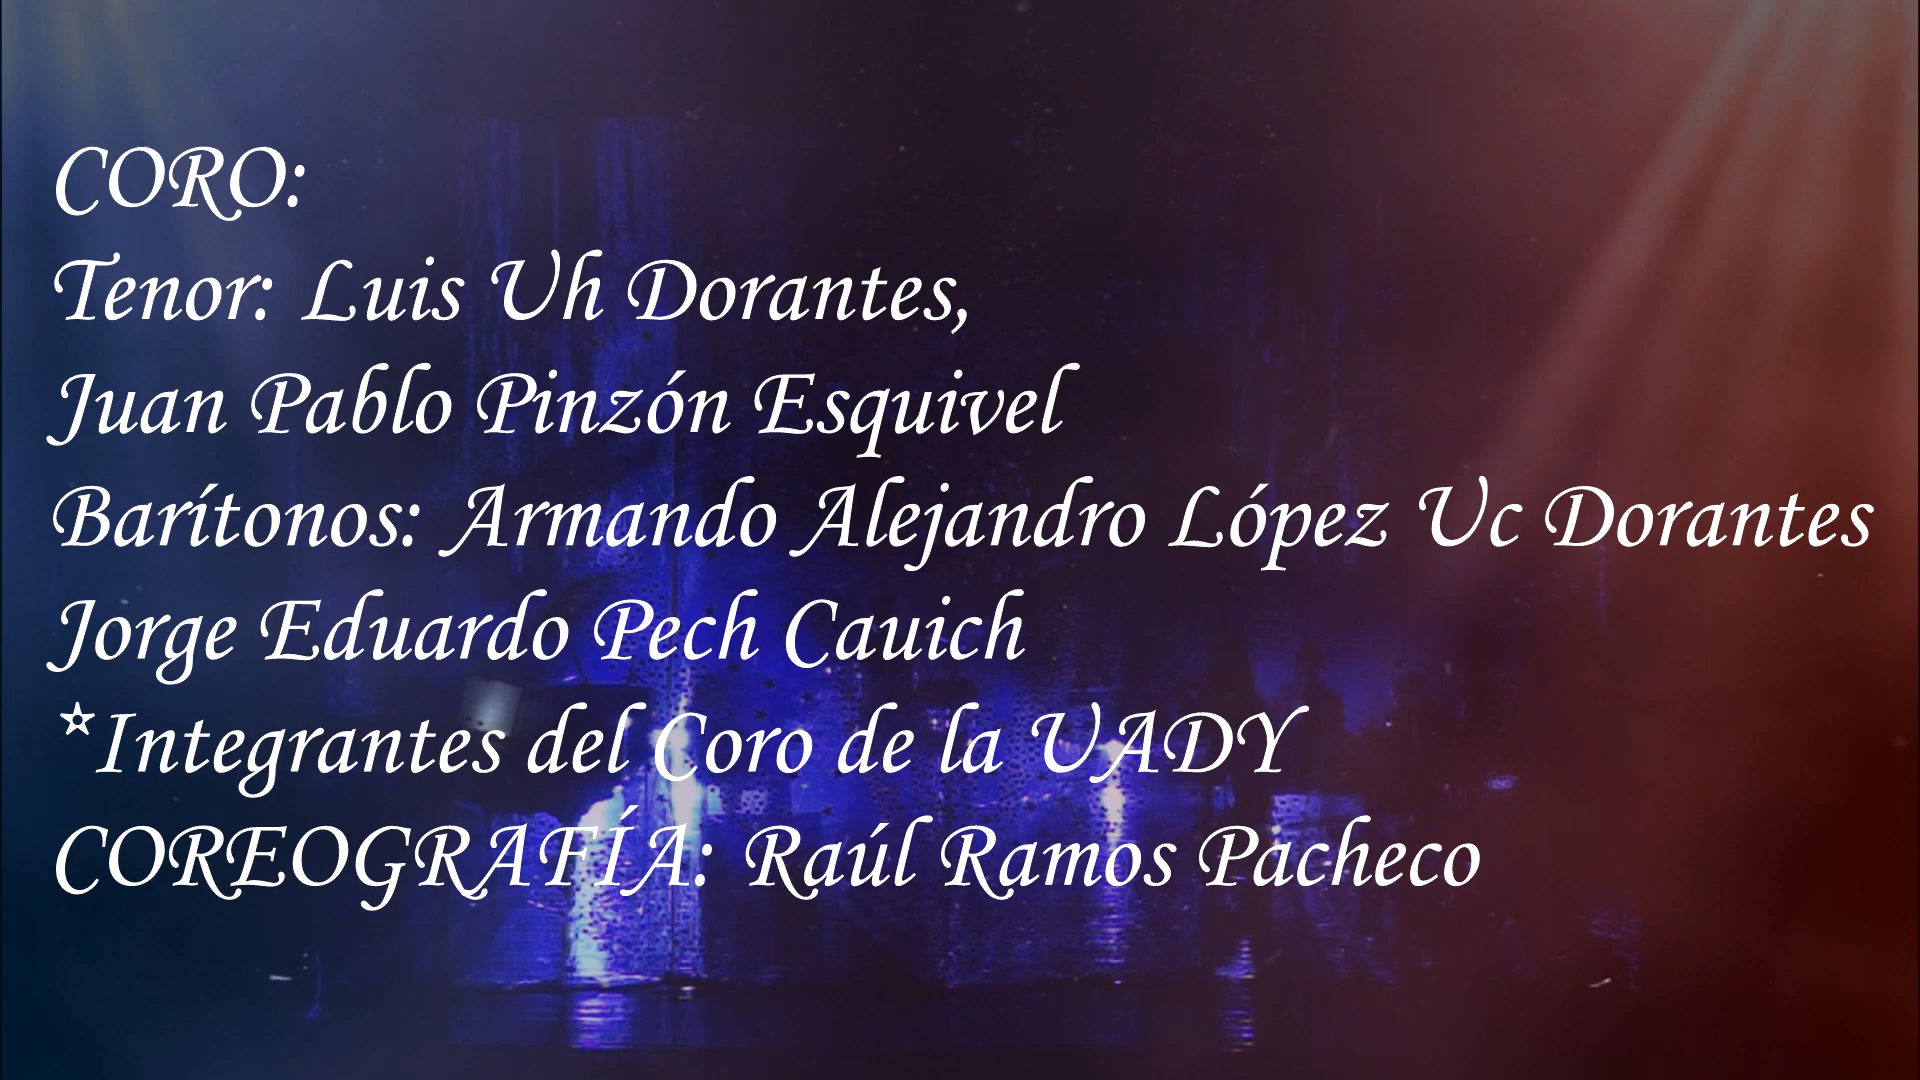 CORO:
Tenor: Luis Uh Dorantes,
Juan Pablo Pinzón Esquivel
Barítonos: Armando Alejandro López Uc Dorantes
Jorge Eduardo Pech Cauich
*Integrantes del Coro de la UADY
COREOGRAFÍA: Raúl Ramos Pacheco